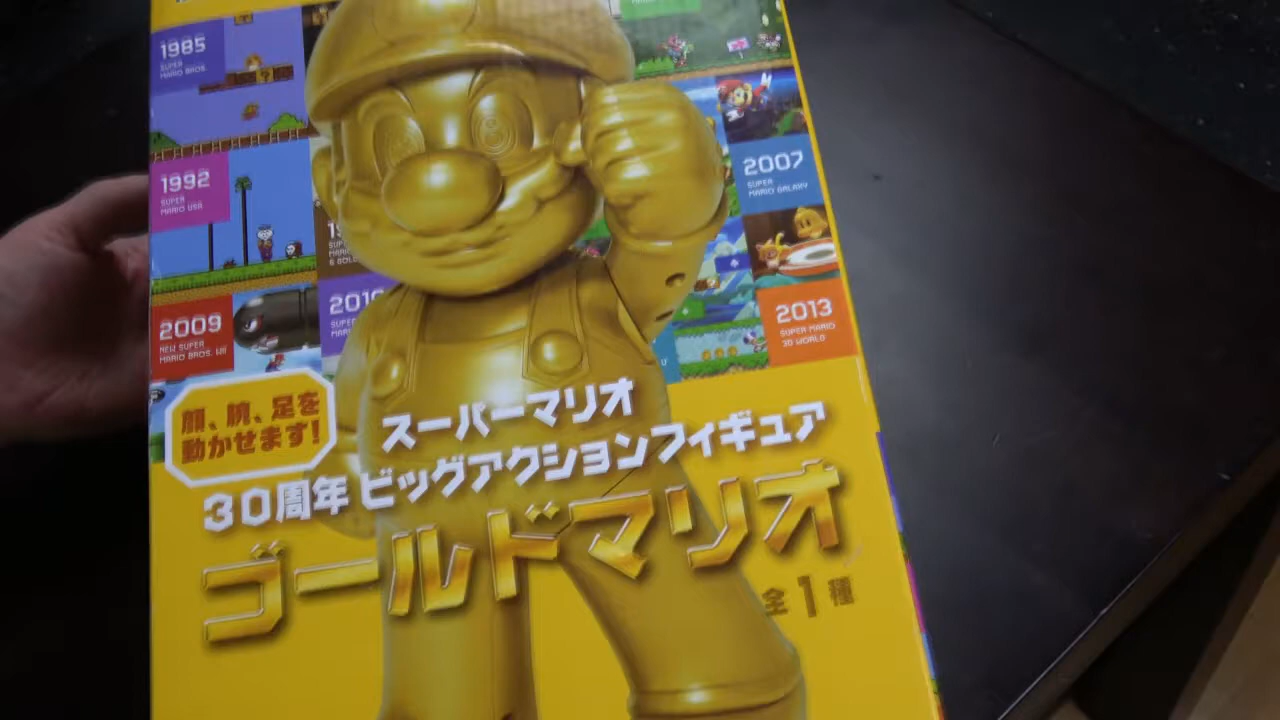 1985
SUPER
MARIO BROS.
1992
SUPER
MARIO USA
2007
SUPER
MARIO GALAXY
2009
NEW SUPER
MARIO BROS. Wii
2010
2013
SUPER MARIO
3D WORLD
顔、腕、足を
動かせます!
スーパーマリオ
30周年 ビッグアクションフィギュア
ゴールドマリオ
全1種